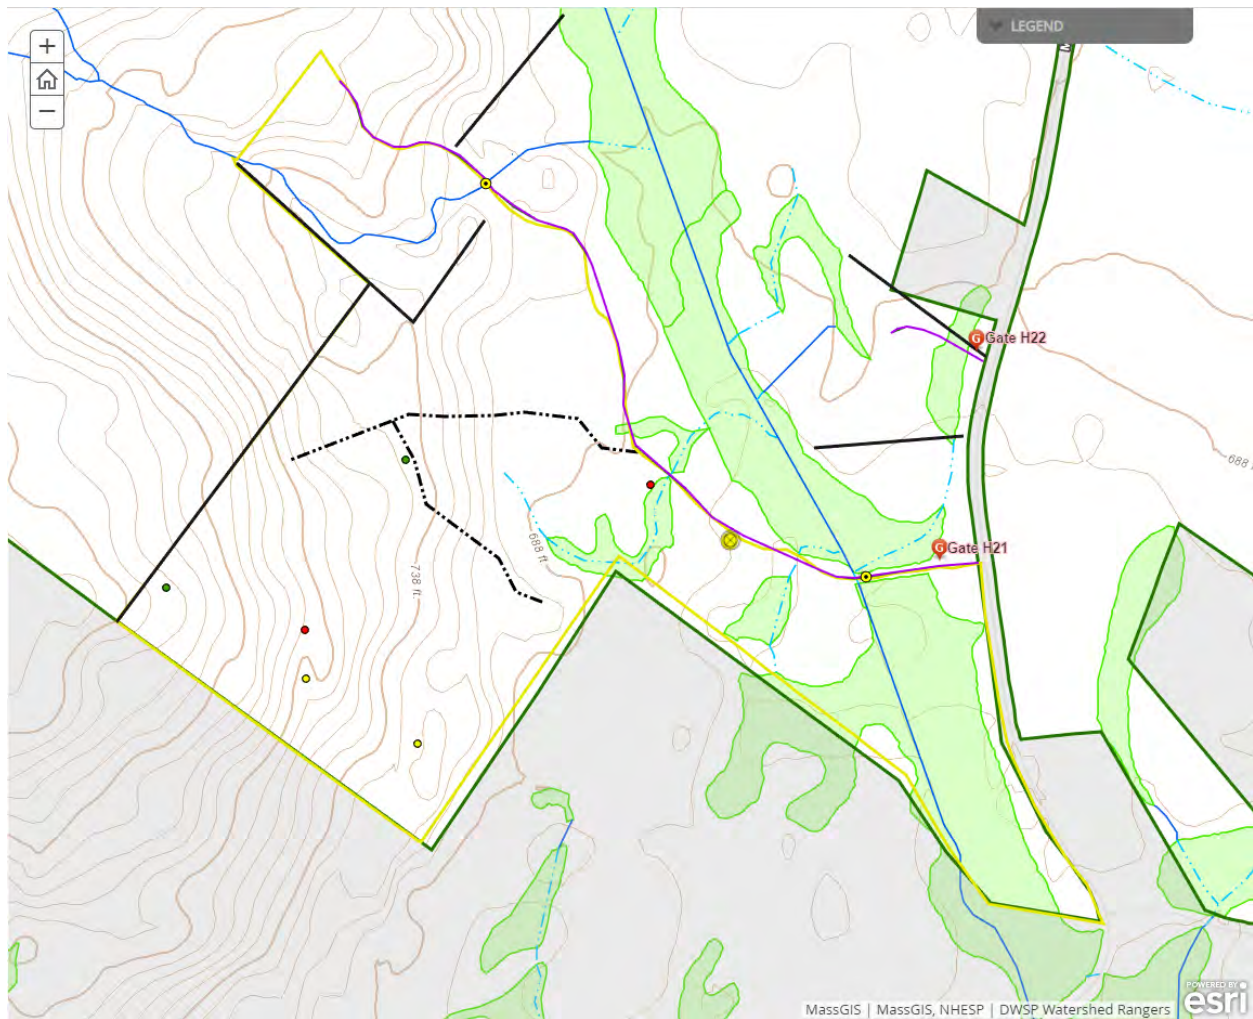 LEGEND
+
−
Gate H22
688 ft
Gate H21
688 ft
738 ft
MassGIS | MassGIS, NHESP | DWSP Watershed Rangers
POWERED BY
esri